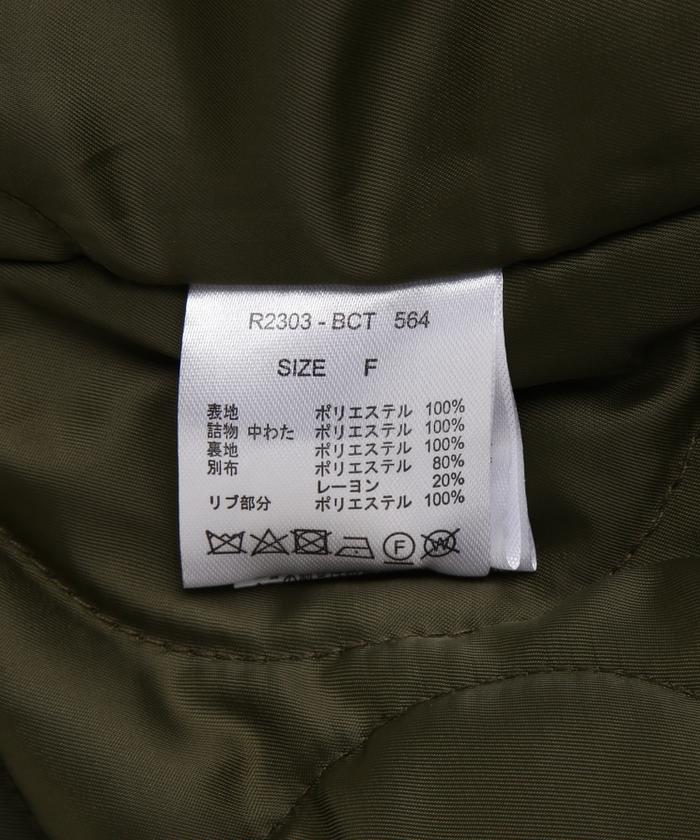 R2303-BCT 564
SIZE F
表地 ポリエステル 100%
詰物 中わた ポリエステル 100%
裏地 ポリエステル 100%
別布 ポリエステル 80%
レーヨン 20%
リブ部分 ポリエステル 100%
F W